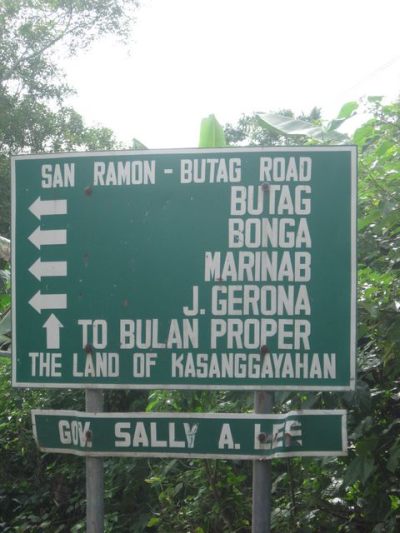 SAN RAMON - BUTAG ROAD
← BUTAG
← BONGA
← MARINAB
← J. GERONA
↑ TO BULAN PROPER
THE LAND OF KASANGGAYAHAN
GOV. SALLY A. LEE